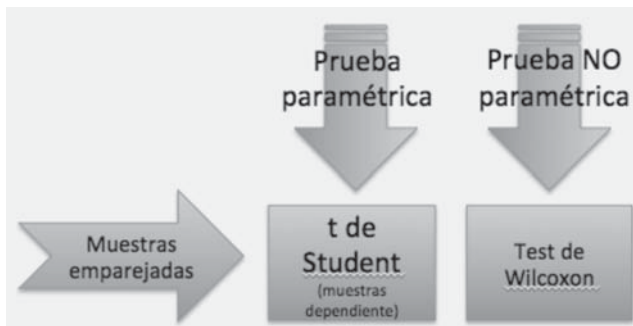 Prueba
paramétrica
Prueba NO
paramétrica
Muestras
emparejadas
t de
Student
(muestras
dependiente)
Test de
Wilcoxon